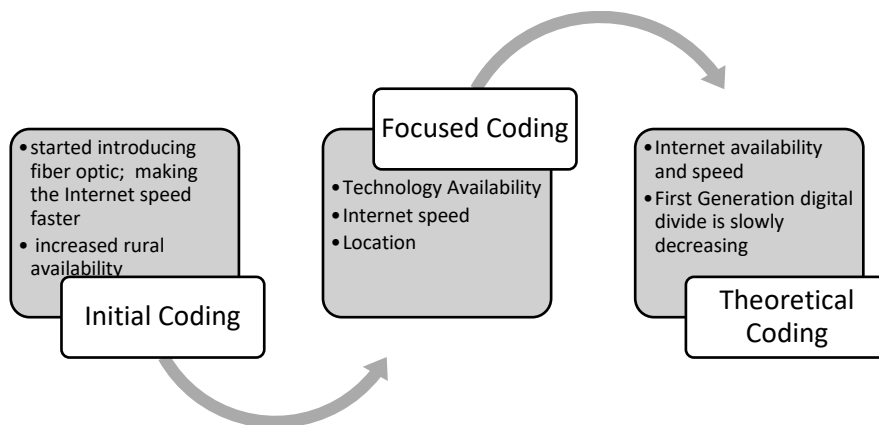 •started introducing
fiber optic;  making
the Internet speed
faster
• increased rural
availability
Initial Coding
Focused Coding
•Technology Availability
•Internet speed
•Location
•Internet availability
and speed
•First Generation digital
divide is slowly
decreasing
Theoretical
Coding